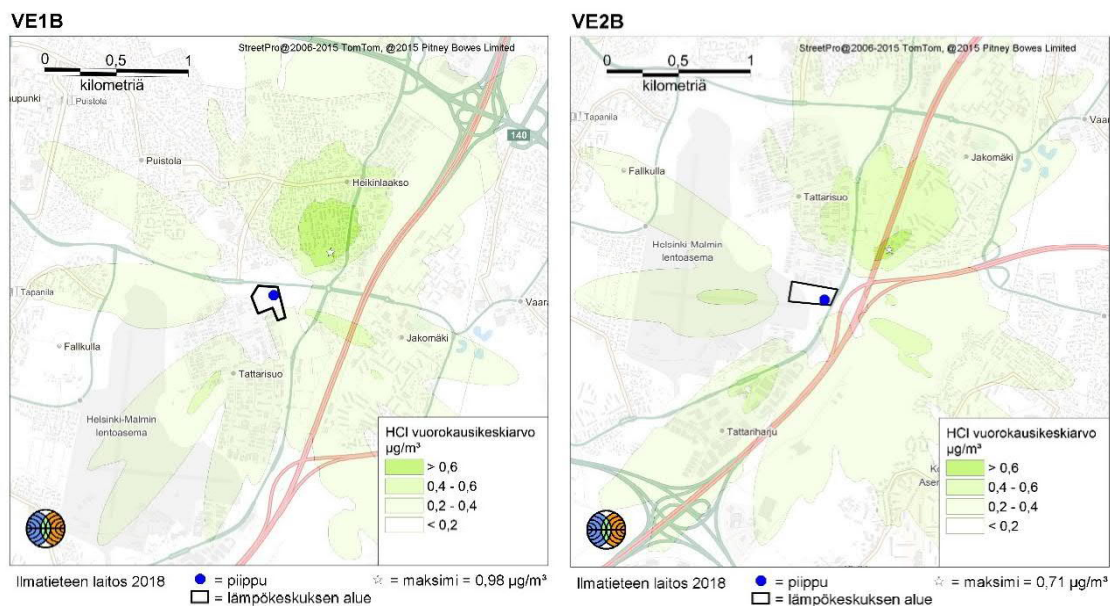 VE1B
StreetPro@2006-2015 TomTom, @2015 Pitney Bowes Limited
0 0,5 1
kilometriä
Puistola
140
Puistola
Heikinlaakso
Tapanila
Vaara
Jakomäki
Fallkulla
Tattarisuo
Helsinki-Malmin
lentoasema
HCl vuorokausikeskiarvo
µg/m³
> 0,6
0,4 - 0,6
0,2 - 0,4
< 0,2
Ilmatieteen laitos 2018
= piippu
= maksimi = 0,98 µg/m³
= lämpökeskuksen alue
VE2B
StreetPro@2006-2015 TomTom, @2015 Pitney Bowes Limited
0 0,5 1
kilometriä
Tapanila
Jakomäki
Fallkulla
Tattarisuo
Helsinki-Malmin
lentoasema
Tattariharju
HCl vuorokausikeskiarvo
µg/m³
> 0,6
0,4 - 0,6
0,2 - 0,4
< 0,2
Ilmatieteen laitos 2018
= piippu
= maksimi = 0,71 µg/m³
= lämpökeskuksen alue